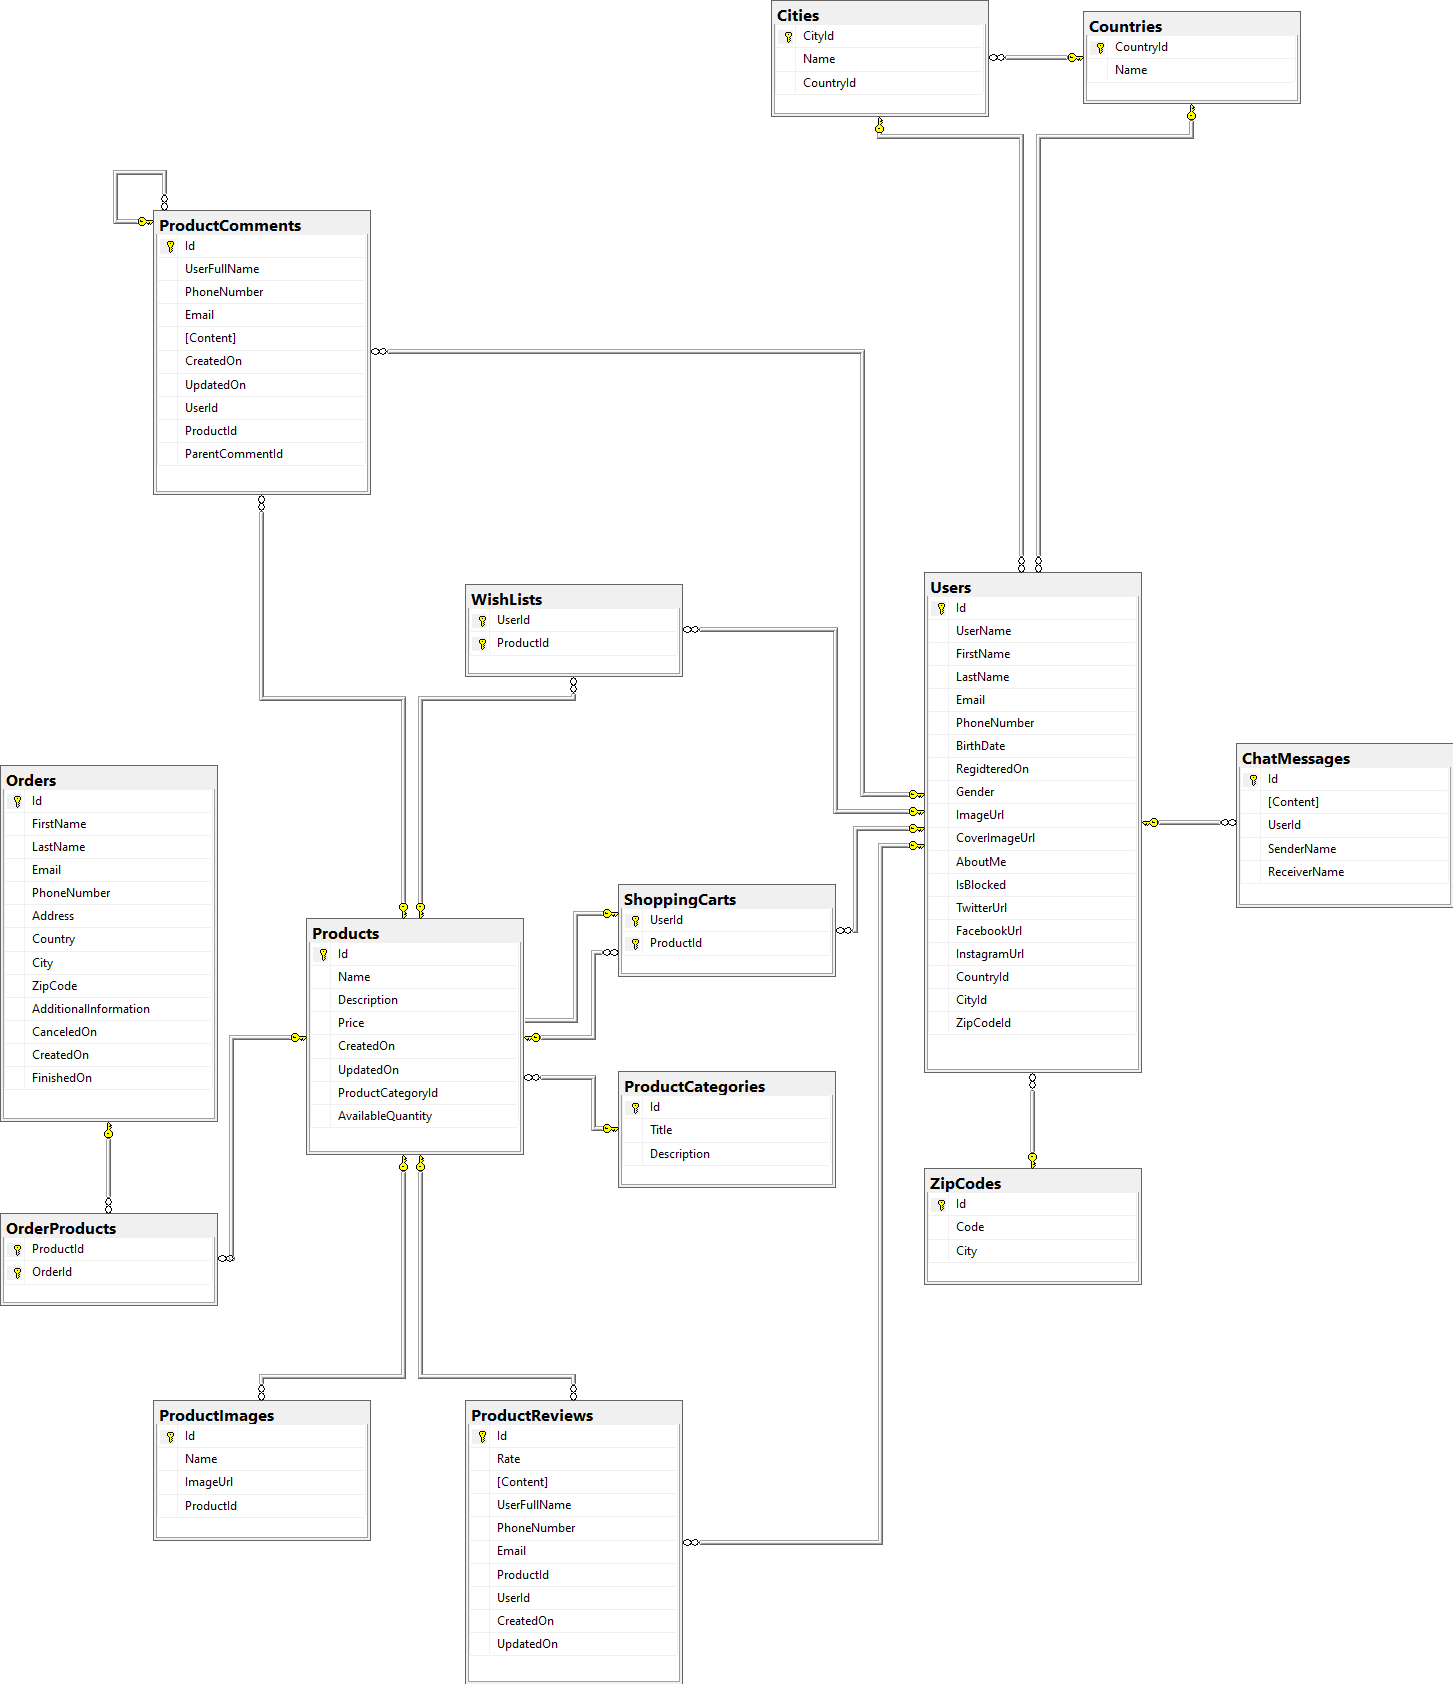 Cities
CityId
Name
CountryId
Countries
CountryId
Name
ProductComments
Id
UserFullName
PhoneNumber
Email
[Content]
CreatedOn
UpdatedOn
UserId
ProductId
ParentCommentId
WishLists
UserId
ProductId
Users
Id
UserName
FirstName
LastName
Email
PhoneNumber
BirthDate
RegidteredOn
Gender
ImageUrl
CoverImageUrl
AboutMe
IsBlocked
TwitterUrl
FacebookUrl
InstagramUrl
CountryId
CityId
ZipCodeId
ChatMessages
Id
[Content]
UserId
SenderName
ReceiverName
Orders
Id
FirstName
LastName
Email
PhoneNumber
Address
Country
City
ZipCode
AdditionalInformation
CanceledOn
CreatedOn
FinishedOn
Products
Id
Name
Description
Price
CreatedOn
UpdatedOn
ProductCategoryId
AvailableQuantity
ShoppingCarts
UserId
ProductId
ProductCategories
Id
Title
Description
ZipCodes
Id
Code
City
OrderProducts
ProductId
OrderId
ProductImages
Id
Name
ImageUrl
ProductId
ProductReviews
Id
Rate
[Content]
UserFullName
PhoneNumber
Email
ProductId
UserId
CreatedOn
UpdatedOn